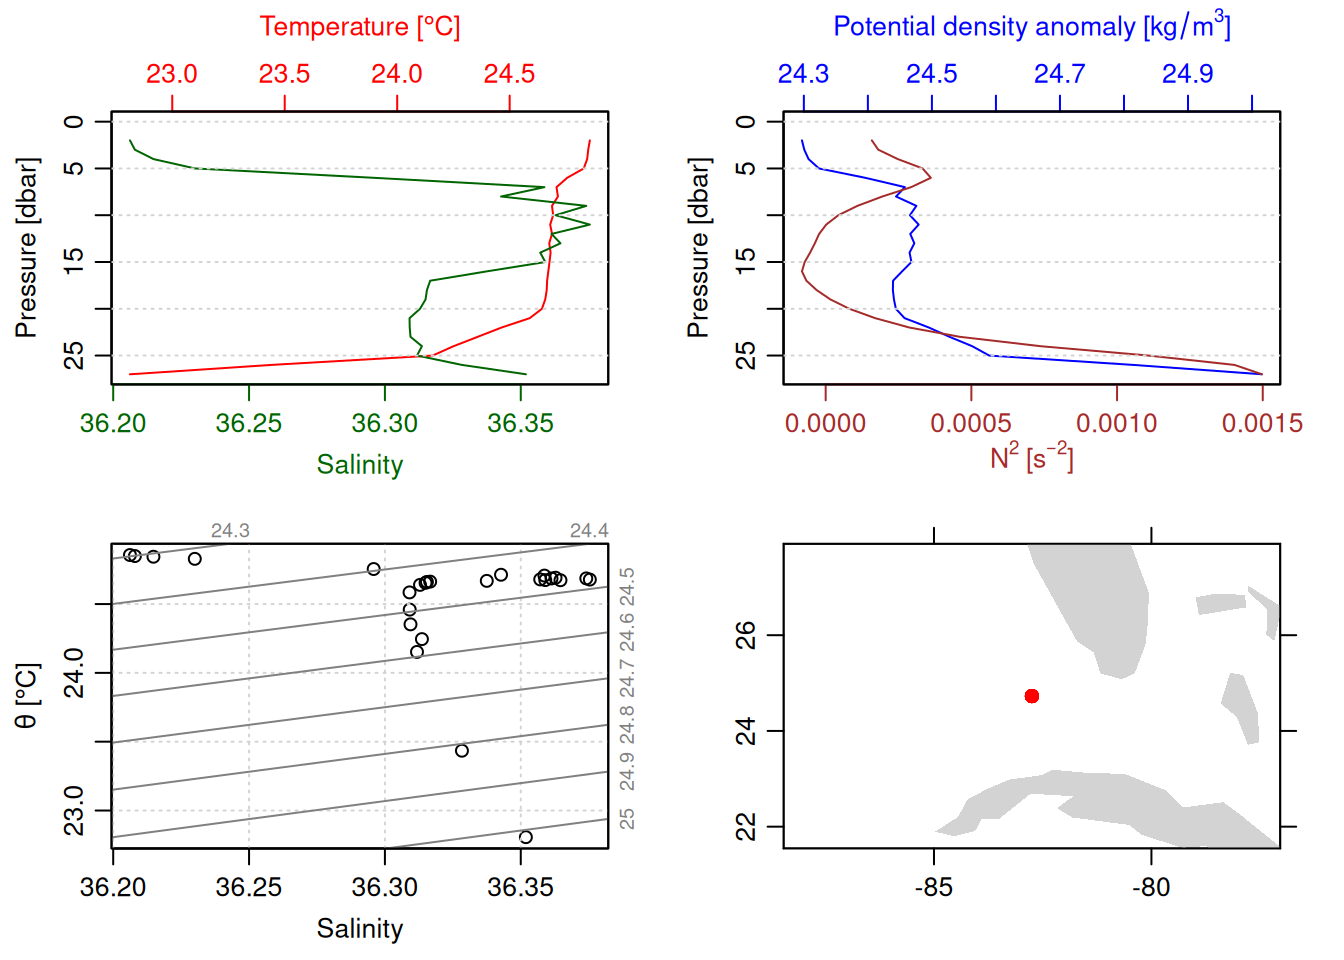 Temperature [°C]
23.0 23.5 24.0 24.5
Pressure [dbar]
0
5
15
25
36.20 36.25 36.30 36.35
Salinity
Potential density anomaly [kg/m³]
24.3 24.5 24.7 24.9
Pressure [dbar]
0
5
15
25
0.0000 0.0005 0.0010 0.0015
N² [s⁻²]
24.3 24.4
24.5
24.6
24.7
24.8
24.9
25
θ [°C]
24.0
23.0
36.20 36.25 36.30 36.35
Salinity
26
24
22
-85 -80